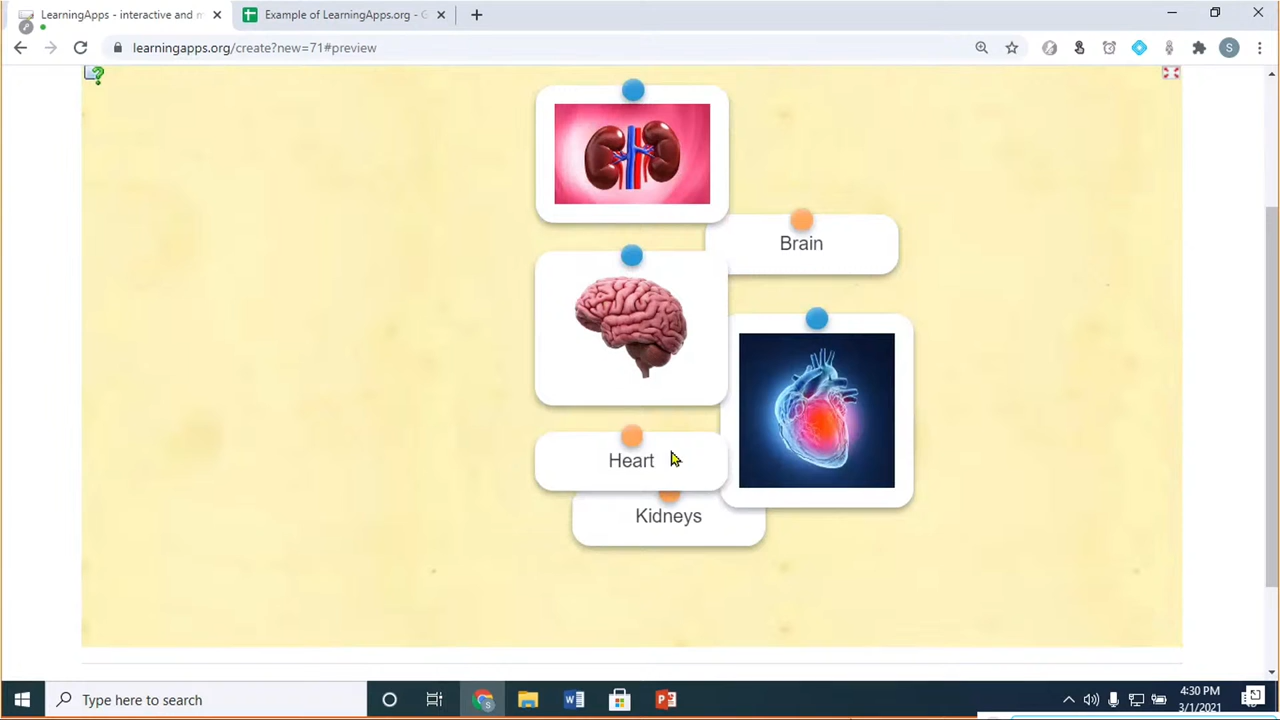 LearningApps - interactive and m
Example of LearningApps.org - G
learningapps.org/create?new=71#preview
S
Brain
Heart
Kidneys
Type here to search
4:30 PM
3/1/2021